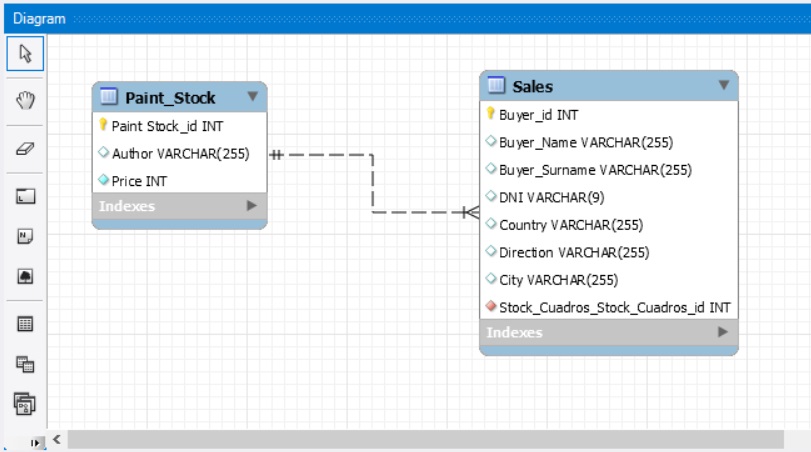 Diagram
Paint_Stock
Paint Stock_id INT
Author VARCHAR(255)
Price INT
Indexes
Sales
Buyer_id INT
Buyer_Name VARCHAR(255)
Buyer_Surname VARCHAR(255)
DNI VARCHAR(9)
Country VARCHAR(255)
Direction VARCHAR(255)
City VARCHAR(255)
Stock_Cuadros_Stock_Cuadros_id INT
Indexes